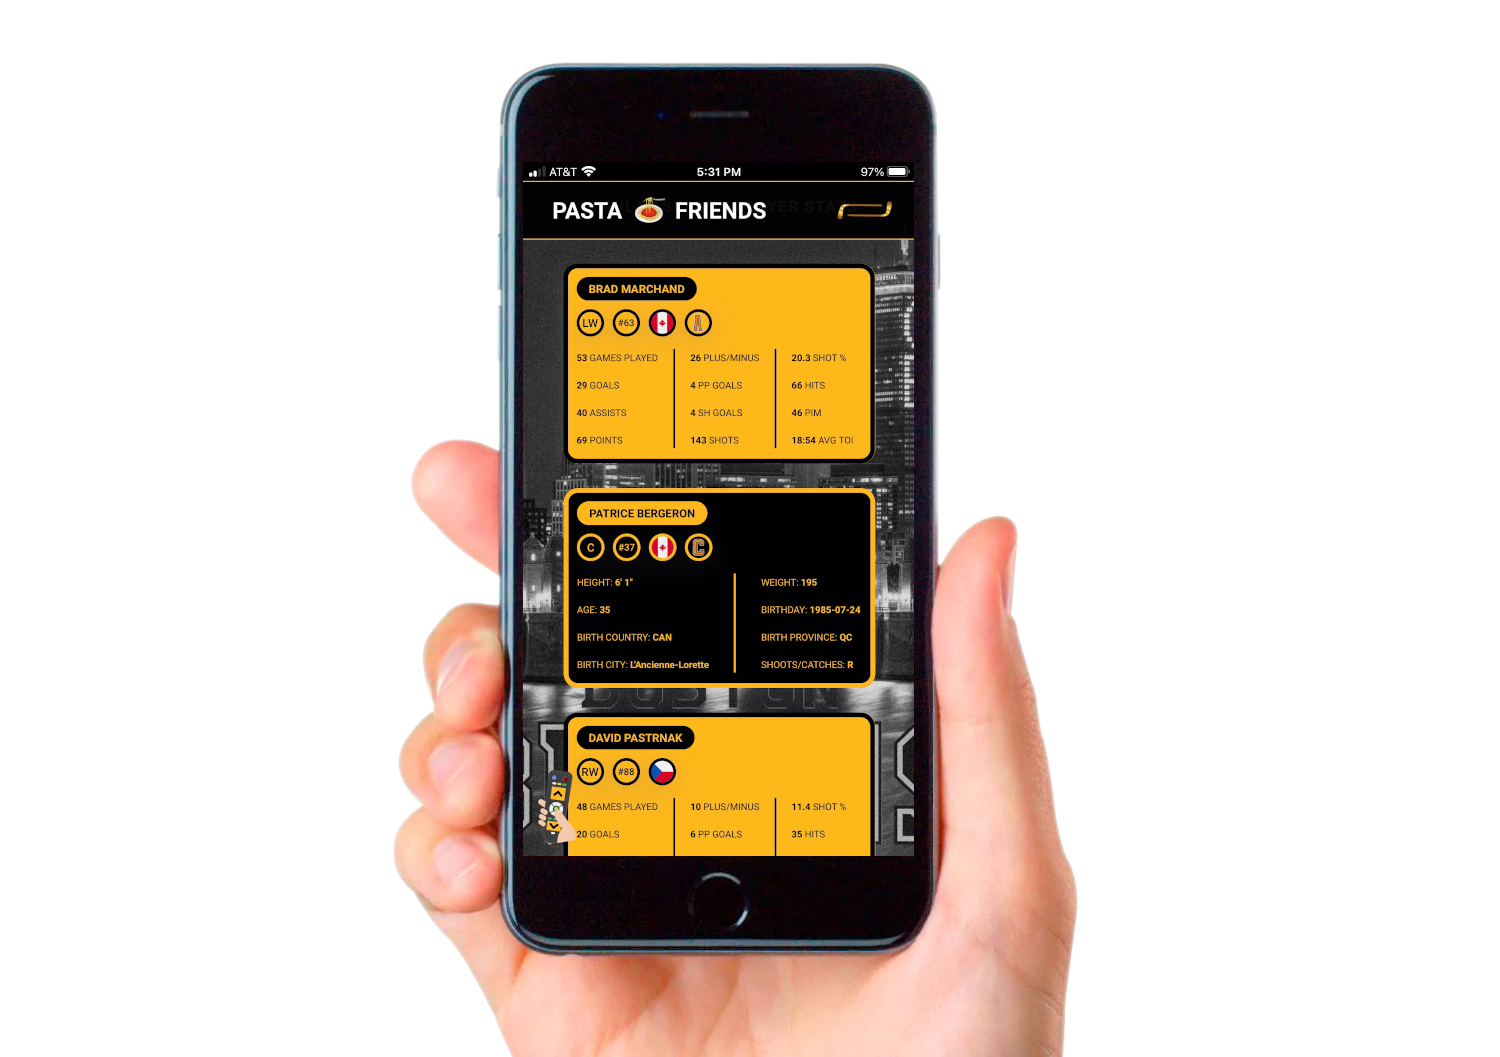 AT&T 5:31 PM 97%
PASTA FRIENDS
BRAD MARCHAND
LW #63 A
53 GAMES PLAYED 26 PLUS/MINUS 20.3 SHOT %
29 GOALS 4 PP GOALS 66 HITS
40 ASSISTS 4 SH GOALS 46 PIM
69 POINTS 143 SHOTS 18:54 AVG TOI
PATRICE BERGERON
C #37 C
HEIGHT: 6' 1" WEIGHT: 195
AGE: 35 BIRTHDAY: 1985-07-24
BIRTH COUNTRY: CAN BIRTH PROVINCE: QC
BIRTH CITY: L'Ancienne-Lorette SHOOTS/CATCHES: R
BOSTON
DAVID PASTRNAK
RW #88
48 GAMES PLAYED 10 PLUS/MINUS 11.4 SHOT %
20 GOALS 6 PP GOALS 35 HITS